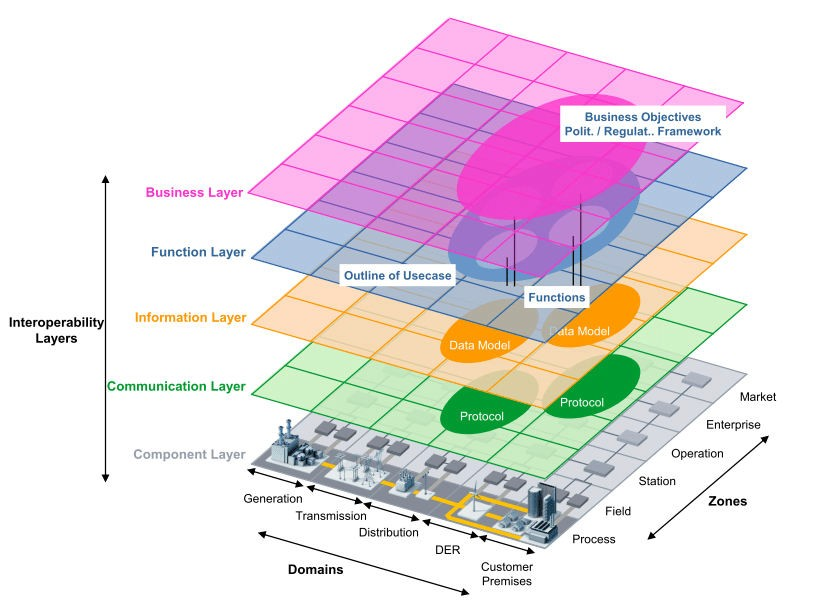 Business Objectives
Polit. / Regulat.. Framework
Business Layer
Function Layer
Outline of Usecase
Functions
Information Layer
Interoperability
Layers
Data Model
Data Model
Communication Layer
Protocol
Protocol
Component Layer
Market
Enterprise
Operation
Station
Field
Process
Zones
Generation
Transmission
Distribution
DER
Customer
Premises
Domains